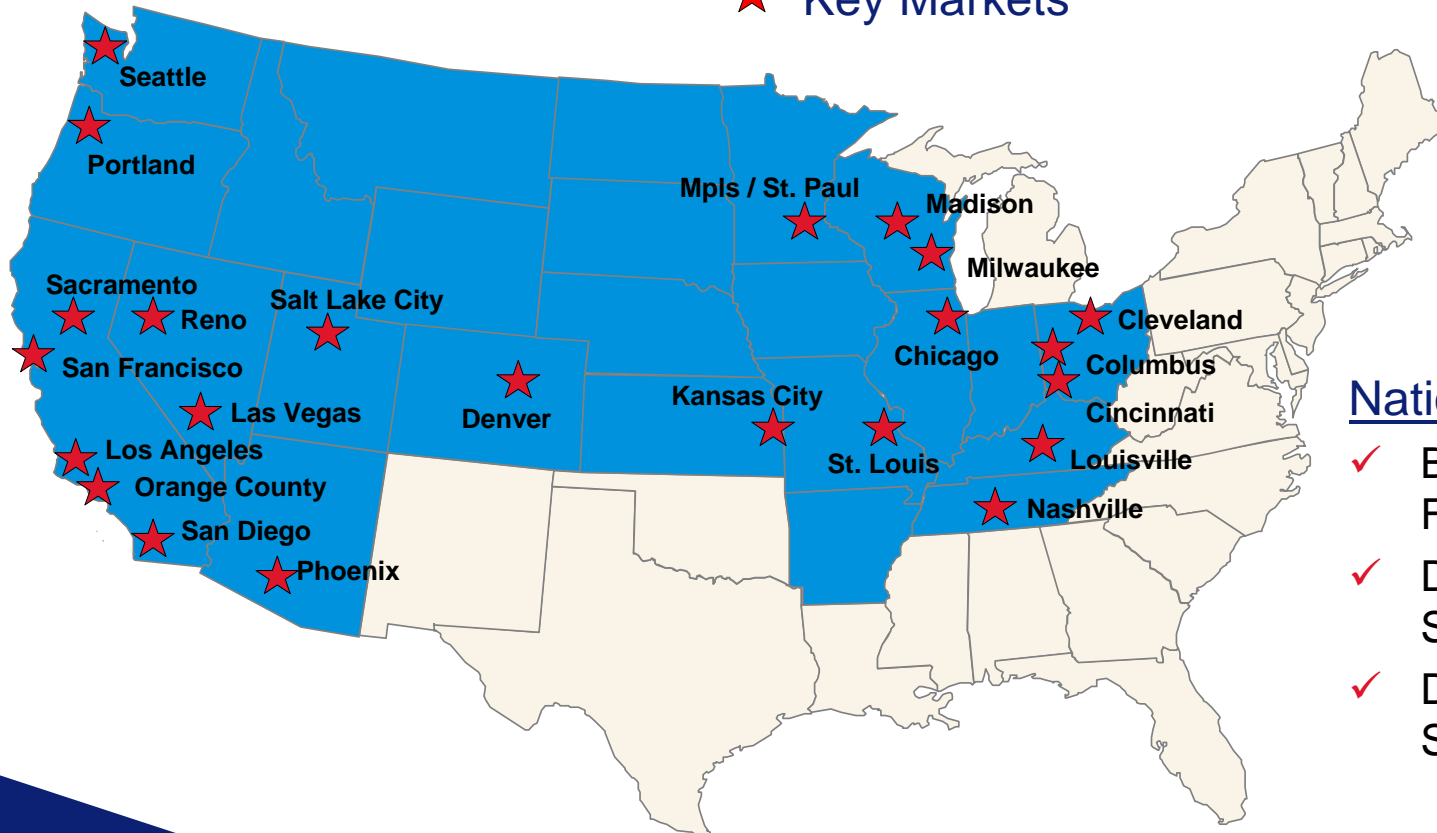 Key Markets
Seattle
Portland
Mpls / St. Paul
Madison
Milwaukee
Sacramento
Salt Lake City
Reno
Cleveland
Chicago
San Francisco
Columbus
Kansas City
Las Vegas
Denver
Cincinnati
Los Angeles
St. Louis
Louisville
Orange County
Nashville
San Diego
Phoenix